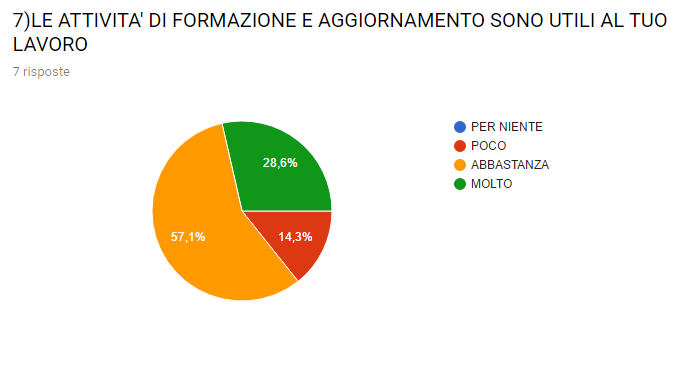 7)LE ATTIVITA' DI FORMAZIONE E AGGIORNAMENTO SONO UTILI AL TUO
LAVORO
7 risposte
PER NIENTE
POCO
ABBASTANZA
MOLTO
28,6%
57,1%
14,3%